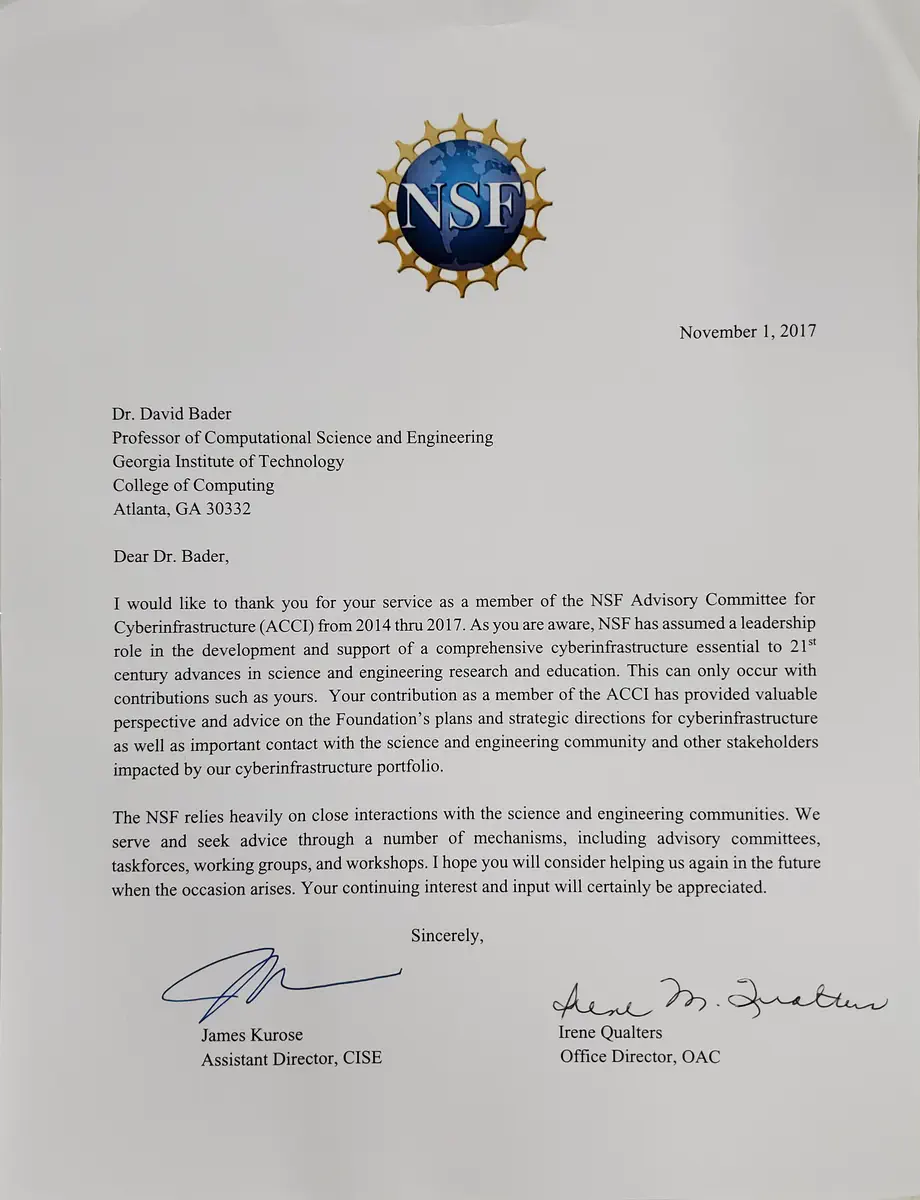 NSF
November 1, 2017
Dr. David Bader
Professor of Computational Science and Engineering
Georgia Institute of Technology
College of Computing
Atlanta, GA 30332
Dear Dr. Bader,
I would like to thank you for your service as a member of the NSF Advisory Committee for
Cyberinfrastructure (ACCI) from 2014 thru 2017. As you are aware, NSF has assumed a leadership
role in the development and support of a comprehensive cyberinfrastructure essential to 21st
century advances in science and engineering research and education. This can only occur with
contributions such as yours.  Your contribution as a member of the ACCI has provided valuable
perspective and advice on the Foundation's plans and strategic directions for cyberinfrastructure
as well as important contact with the science and engineering community and other stakeholders
impacted by our cyberinfrastructure portfolio.
The NSF relies heavily on close interactions with the science and engineering communities. We
serve and seek advice through a number of mechanisms, including advisory committees,
taskforces, working groups, and workshops. I hope you will consider helping us again in the future
when the occasion arises. Your continuing interest and input will certainly be appreciated.
Sincerely,
Irene M. Qualters
James Kurose
Assistant Director, CISE
Irene Qualters
Office Director, OAC